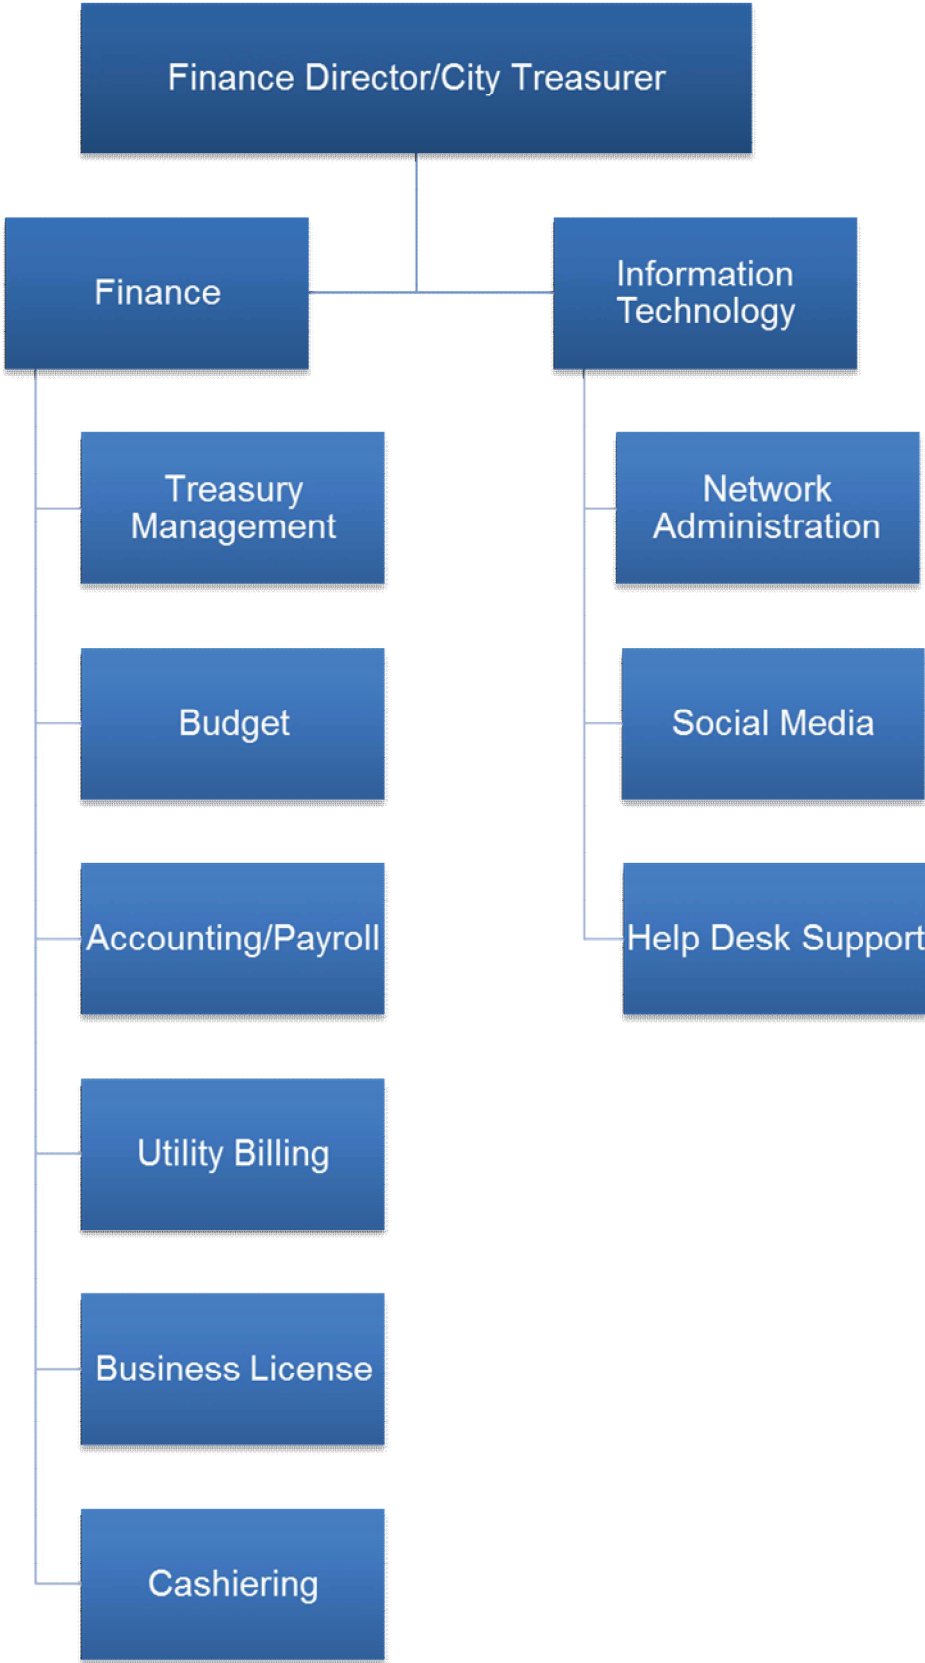 Finance Director/City Treasurer
Finance
Information
Technology
Treasury
Management
Network
Administration
Budget
Social Media
Accounting/Payroll
Help Desk Support
Utility Billing
Business License
Cashiering